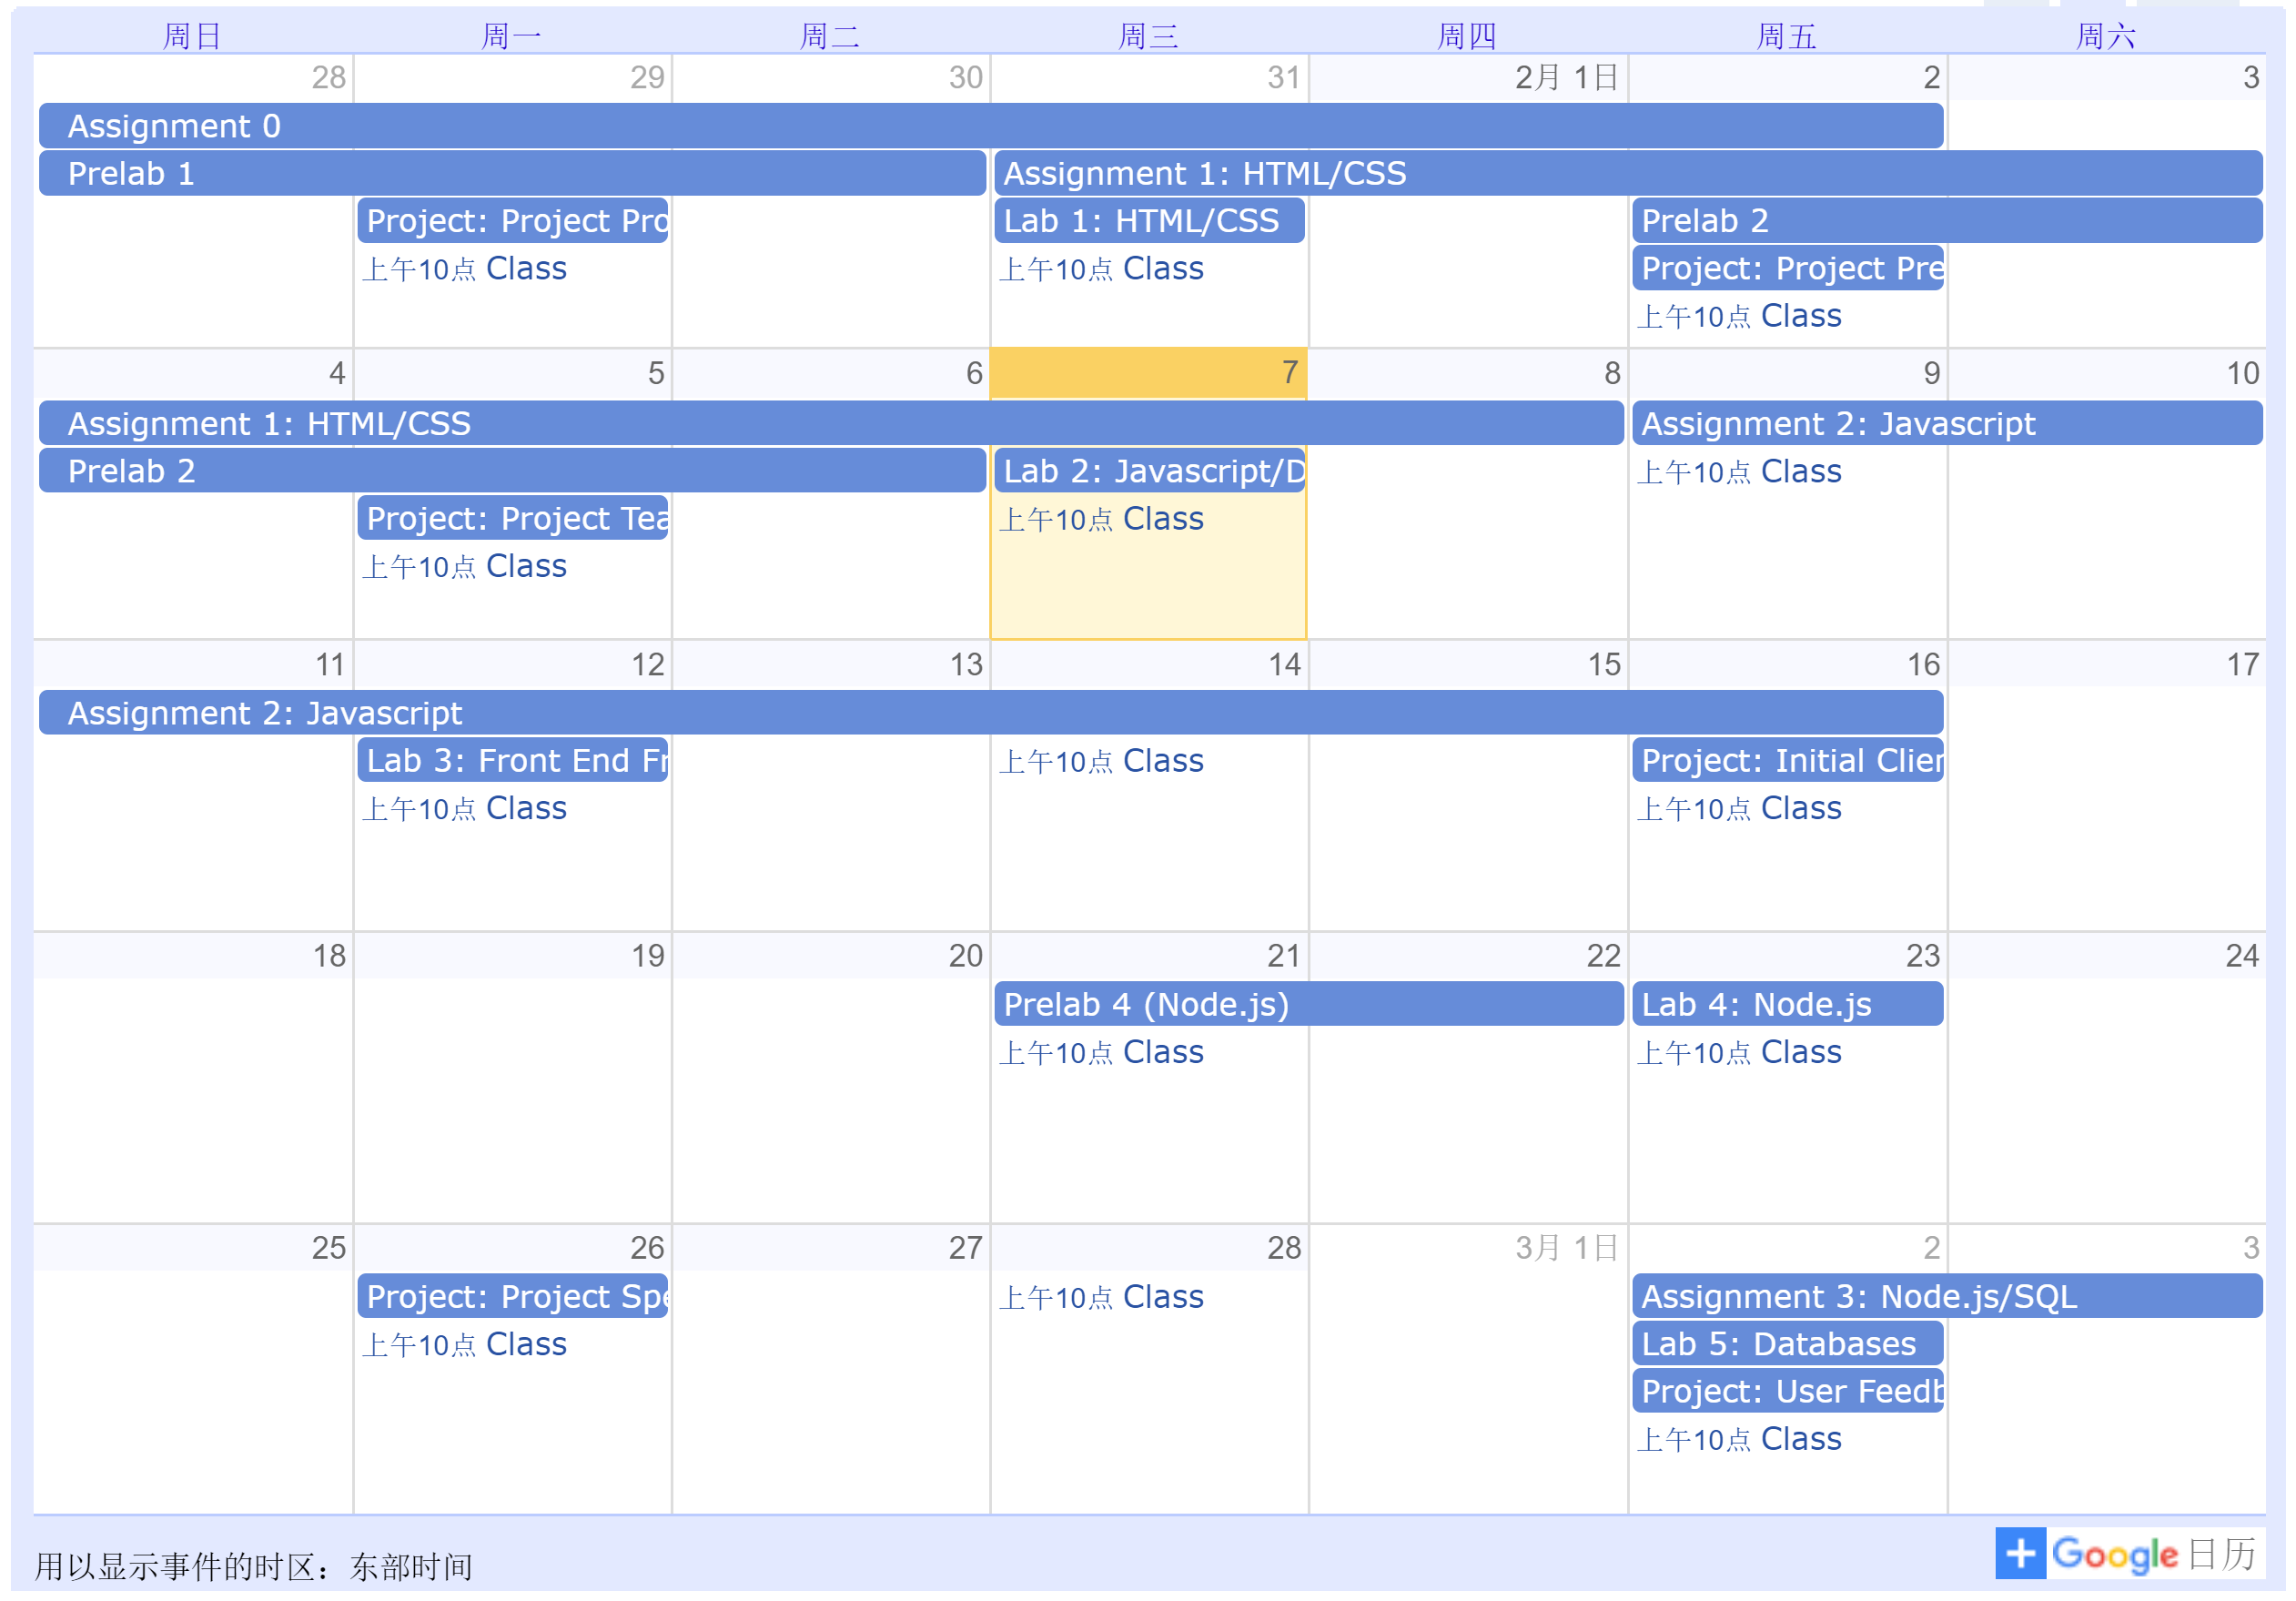 周日 周一 周二 周三 周四 周五 周六
28 29 30 31 2月 1日 2 3
Assignment 0
Prelab 1 Assignment 1: HTML/CSS
Project: Project Pro Lab 1: HTML/CSS Prelab 2
上午10点 Class 上午10点 Class Project: Project Pre
上午10点 Class
4 5 6 7 8 9 10
Assignment 1: HTML/CSS Assignment 2: Javascript
Prelab 2 Lab 2: Javascript/D 上午10点 Class
Project: Project Tea 上午10点 Class
上午10点 Class
11 12 13 14 15 16 17
Assignment 2: Javascript
Lab 3: Front End Fr 上午10点 Class Project: Initial Clien
上午10点 Class 上午10点 Class
18 19 20 21 22 23 24
Prelab 4 (Node.js) Lab 4: Node.js
上午10点 Class 上午10点 Class
25 26 27 28 3月 1日 2 3
Project: Project Spe 上午10点 Class Assignment 3: Node.js/SQL
上午10点 Class Lab 5: Databases
Project: User Feedb
上午10点 Class
用以显示事件的时区：东部时间 Google日历